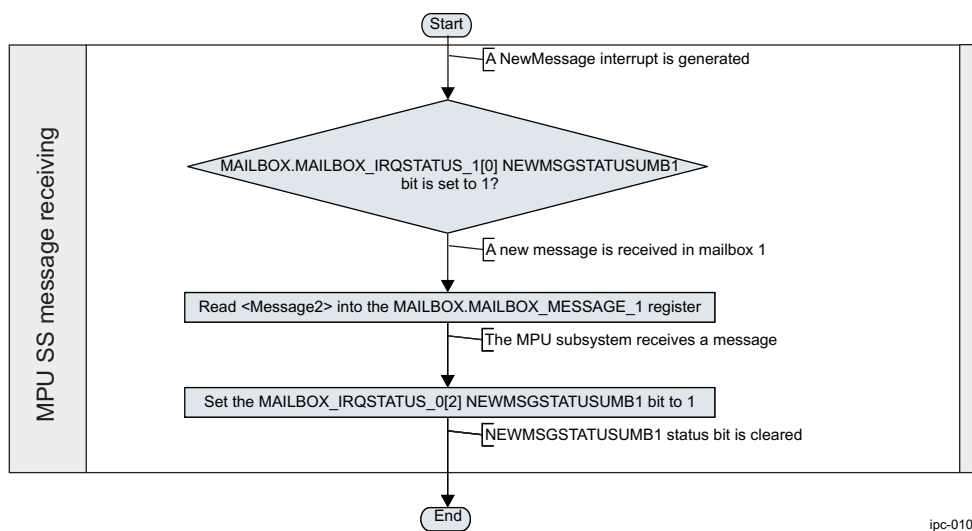 Start
A NewMessage interrupt is generated
MPU SS message receiving
MAILBOX.MAILBOX_IRQSTATUS_1[0] NEWMSGSTATUSUMB1
bit is set to 1?
A new message is received in mailbox 1
Read <Message2> into the MAILBOX.MAILBOX_MESSAGE_1 register
The MPU subsystem receives a message
Set the MAILBOX_IRQSTATUS_0[2] NEWMSGSTATUSUMB1 bit to 1
NEWMSGSTATUSUMB1 status bit is cleared
End
ipc-010